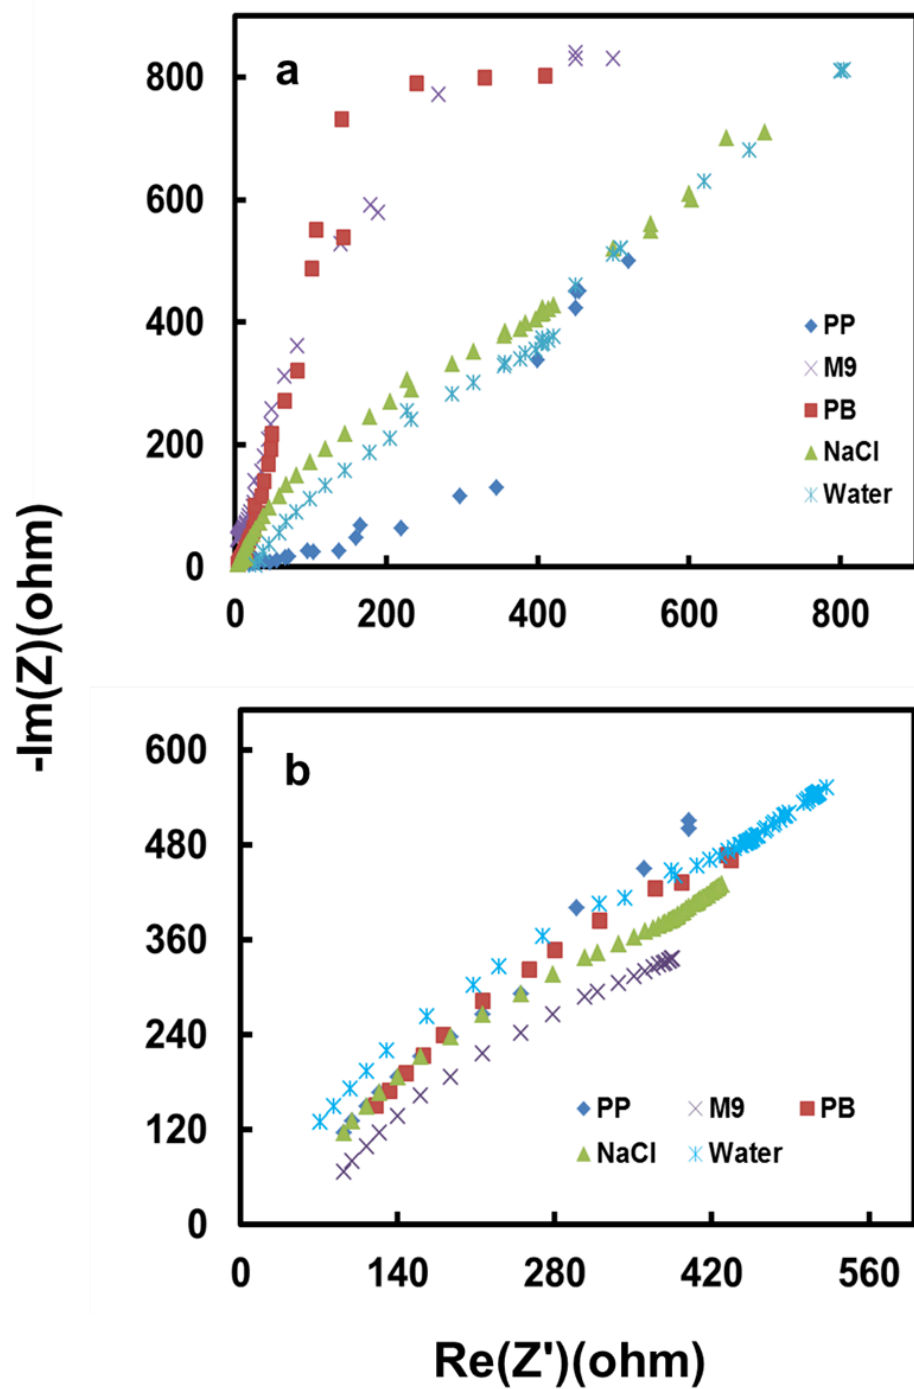 -Im(Z)(ohm)
a
800
600
400
200
0
0 200 400 600 800
PP
M9
PB
NaCl
Water
b
600
480
360
240
120
0
0 140 280 420 560
PP M9 PB
NaCl Water
Re(Z')(ohm)